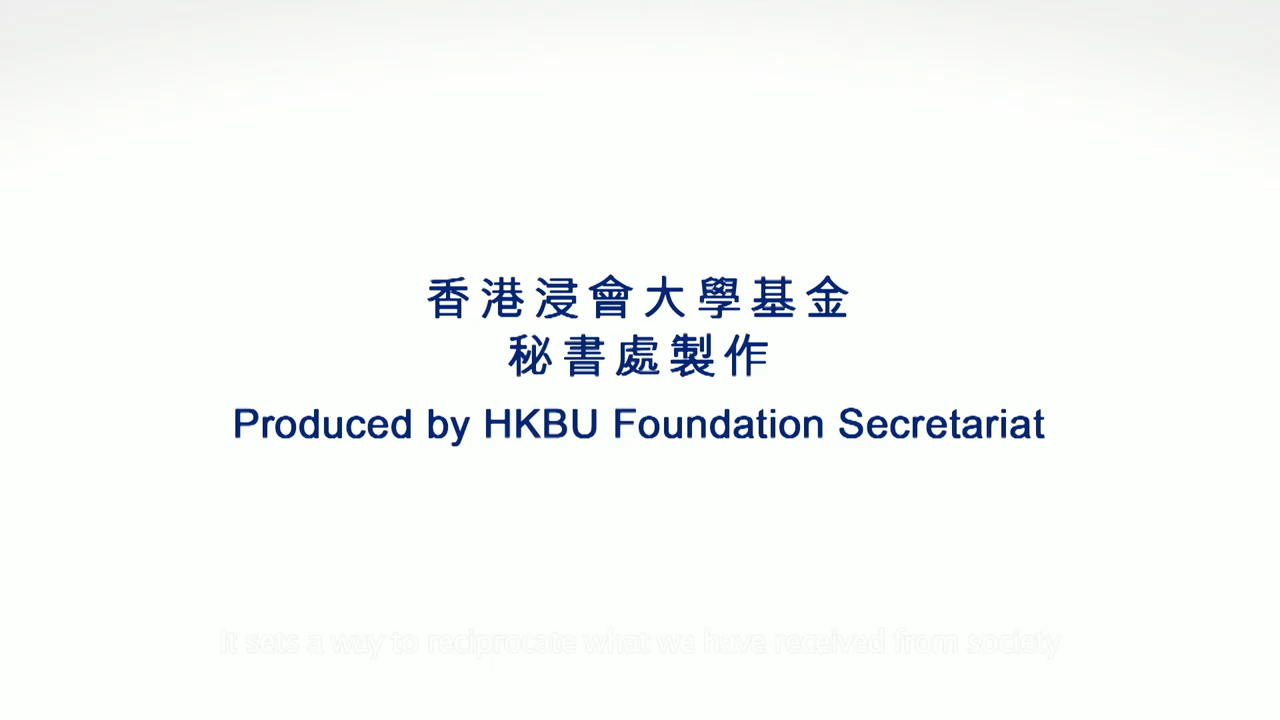 香港浸會大學基金
秘書處製作
Produced by HKBU Foundation Secretariat
It sets a way to reciprocate what we have received from society